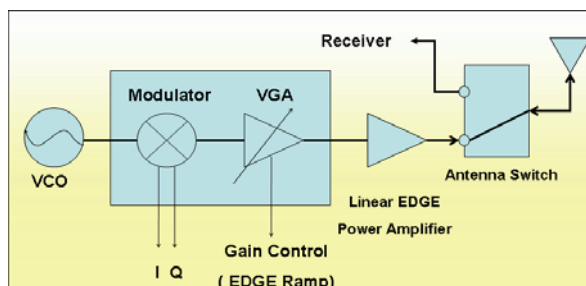 Receiver
Modulator
VGA
VCO
Antenna Switch
Linear EDGE
Power Amplifier
I Q
Gain Control
( EDGE Ramp)